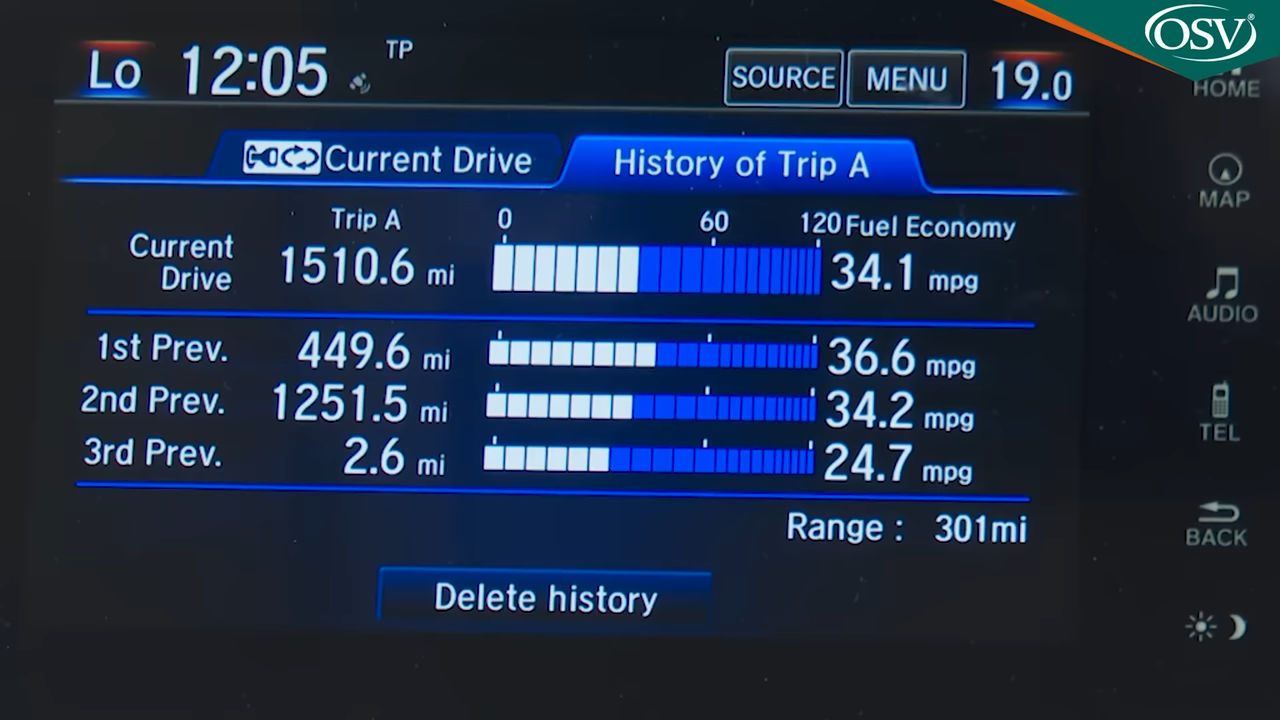 OSV
Lo 12:05 TP SOURCE MENU 19.0
HOME
MAP
AUDIO
TEL
BACK
Current Drive History of Trip A
Trip A 0 60 120 Fuel Economy
Current Drive 1510.6 mi 34.1 mpg
1st Prev. 449.6 mi 36.6 mpg
2nd Prev. 1251.5 mi 34.2 mpg
3rd Prev. 2.6 mi 24.7 mpg
Range : 301mi
Delete history